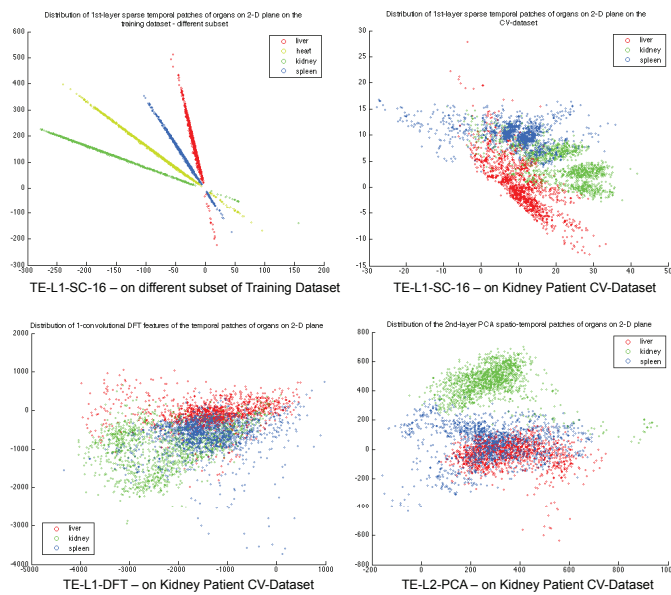 Distribution of 1st-layer sparse temporal patches of organs on 2-D plane on the
training dataset - different subset
600
500
400
300
200
100
0
-100
-200
-300
-300 -250 -200 -150 -100 -50 0 50 100 150 200
liver
heart
kidney
spleen
TE-L1-SC-16 – on different subset of Training Dataset
Distribution of 1st-layer sparse temporal patches of organs on 2-D plane on the
CV-dataset
30
25
20
15
10
5
0
-5
-10
-15
-30 -20 -10 0 10 20 30 40 50
liver
kidney
spleen
TE-L1-SC-16 – on Kidney Patient CV-Dataset
Distribution of 1-convolutional DFT features of the temporal patches of organs on 2-D plane
2000
1000
0
-1000
-2000
-3000
-4000
-5000 -4000 -3000 -2000 -1000 0 1000
liver
kidney
spleen
TE-L1-DFT – on Kidney Patient CV-Dataset
Distribution of the 2nd-layer PCA spatio-temporal patches of organs on 2-D plane
800
600
400
200
0
-200
-400
-600
-800
-200 0 200 400 600 800 1000
liver
kidney
spleen
TE-L2-PCA – on Kidney Patient CV-Dataset